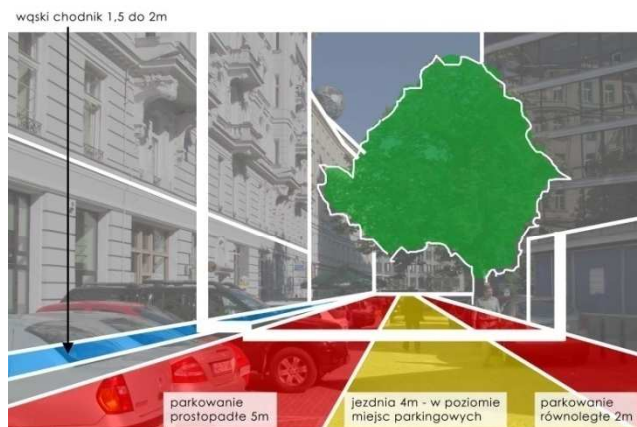 wąski chodnik 1,5 do 2m
parkowanie
prostopadłe 5m
jezdnia 4m - w poziomie
miejsc parkingowych
parkowanie
równoległe 2m